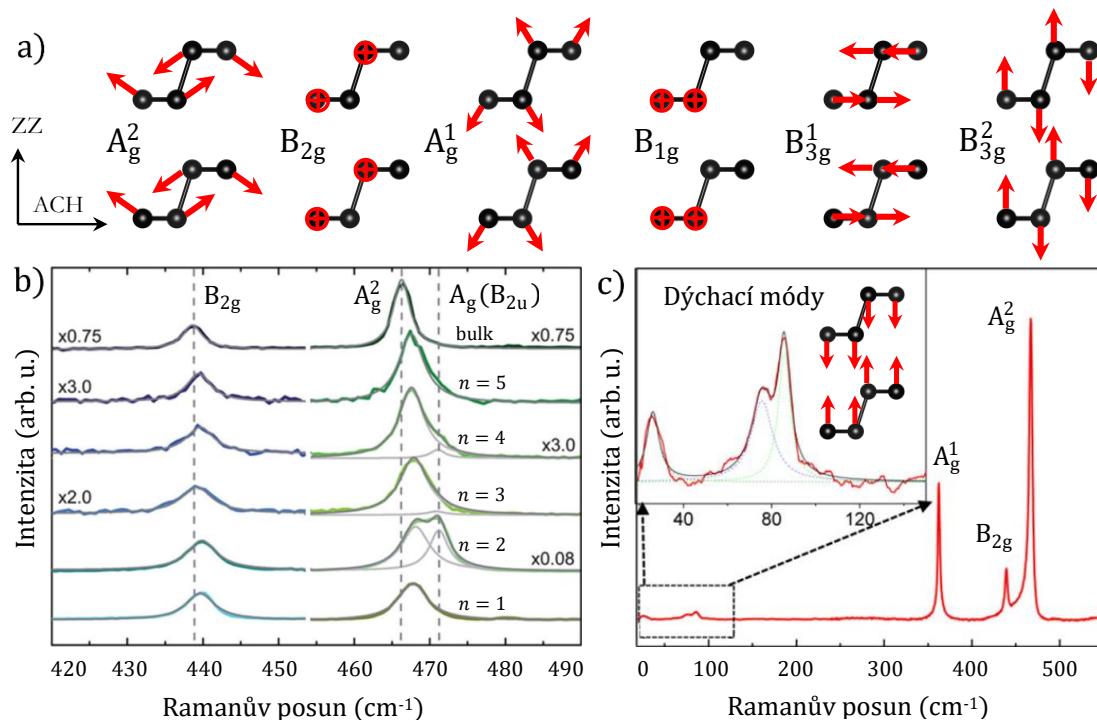 a)
ZZ
ACH
A²g
B2g
A¹g
B1g
B¹3g
B²3g
b)
B2g A²g Ag(B2u)
x0.75 bulk x0.75
x3.0 n = 5
n = 4 x3.0
x2.0 n = 3
n = 2 x0.08
n = 1
Intenzita (arb. u.)
420 430 440 450 460 470 480 490
Ramanův posun (cm⁻¹)
c)
Dýchací módy
A²g
A¹g
B2g
40 80 120
Intenzita (arb. u.)
0 100 200 300 400 500
Ramanův posun (cm⁻¹)